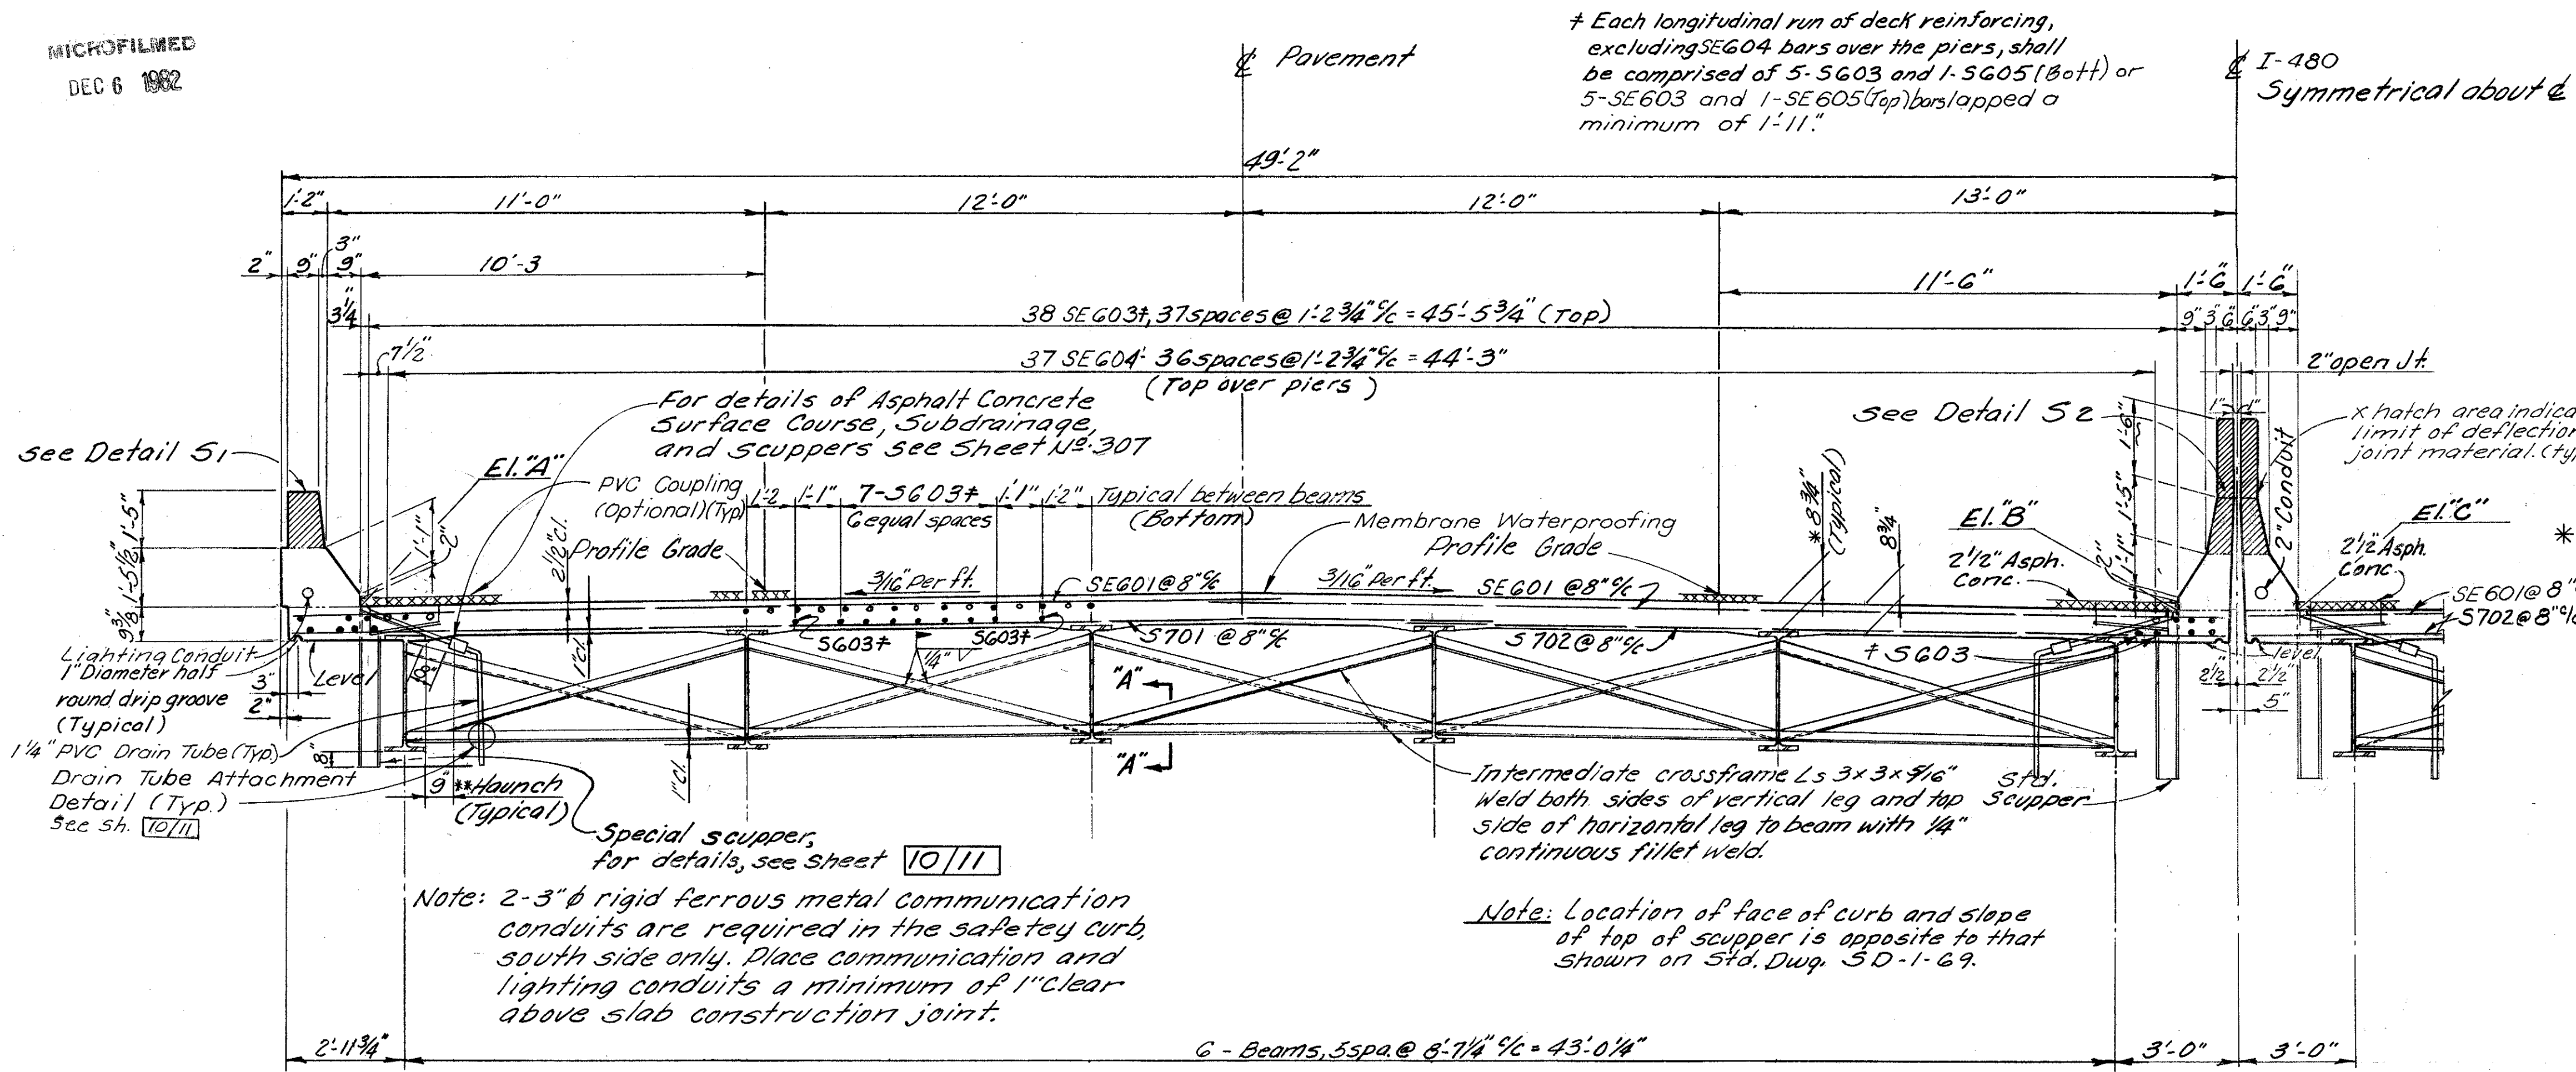 MICROFILMED
DEC 6 1982
‡ Each longitudinal run of deck reinforcing,
excluding SE604 bars over the piers, shall
be comprised of 5-S603 and 1-S605 (Bott) or
5-SE603 and 1-SE605 (Top) bars lapped a
minimum of 1'-11".
℄ Pavement
℄ I-480
Symmetrical about ℄
49'-2"
1'-2"
11'-0"
12'-0"
12'-0"
13'-0"
2"
9"
3"
9"
10'-3
11'-6"
1'-6"
1'-6"
3¼"
38 SE603‡, 37 spaces @ 1'-2¾" c/c = 45'-5¾" (Top)
9" 3" 6" 6" 3" 9"
7½"
37 SE604 - 36 spaces @ 1'-2¾" c/c = 44'-3"
(Top over piers)
2" open Jt.
For details of Asphalt Concrete
Surface Course, Subdrainage,
and scuppers see Sheet No. 307
see Detail S1
see Detail S2
1'-6"
1" 1"
x hatch area indica
limit of deflection
joint material. (ty
2" Conduit
El. "A"
PVC Coupling
(Optional) (Typ)
1'-2 1'-1" 7-S603‡ 1'-1" 1'-2" Typical between beams
6 equal spaces
(Bottom)
Membrane Waterproofing
Profile Grade
Profile Grade
*8¾"
(Typical)
8¾"
El. "B"
El. "C"
*
2½" Asph.
Conc.
2½" Asph.
Conc.
1'-5"
1'-5½"
9⅜"
1'-1"
2"
2½" Cl.
3/16" per ft.
SE601 @ 8" c/c
3/16" per ft.
SE601 @ 8" c/c
1'-5"
1'-1"
2"
SE601 @ 8"
S702 @ 8" c/c
S603‡
S603‡
S701 @ 8" c/c
S702 @ 8" c/c
‡ S603
level
2½" 2½"
5"
Lighting Conduit
1" Diameter half
round drip groove
(Typical)
3"
2"
Level
1" Cl.
¼"
"A"
"A"
1" Cl.
1¼" PVC Drain Tube (Typ.)
8"
Drain Tube Attachment
Detail (Typ.)
See Sh. 10/11
9"
**Haunch
(Typical)
Special scupper,
for details, see Sheet 10/11
Intermediate crossframe Ls 3x3x5/16"
Weld both sides of vertical leg and top
side of horizontal leg to beam with ¼"
continuous fillet weld.
Std.
Scupper
Note: 2-3" ϕ rigid ferrous metal communication
conduits are required in the safetey curb,
south side only. Place communication and
lighting conduits a minimum of 1" Clear
above slab construction joint.
Note: Location of face of curb and slope
of top of scupper is opposite to that
shown on Std. Dwg. SD-1-69.
2'-11¾"
6 - Beams, 5 spa. @ 8'-7¼" c/c = 43'-0¼"
3'-0"
3'-0"